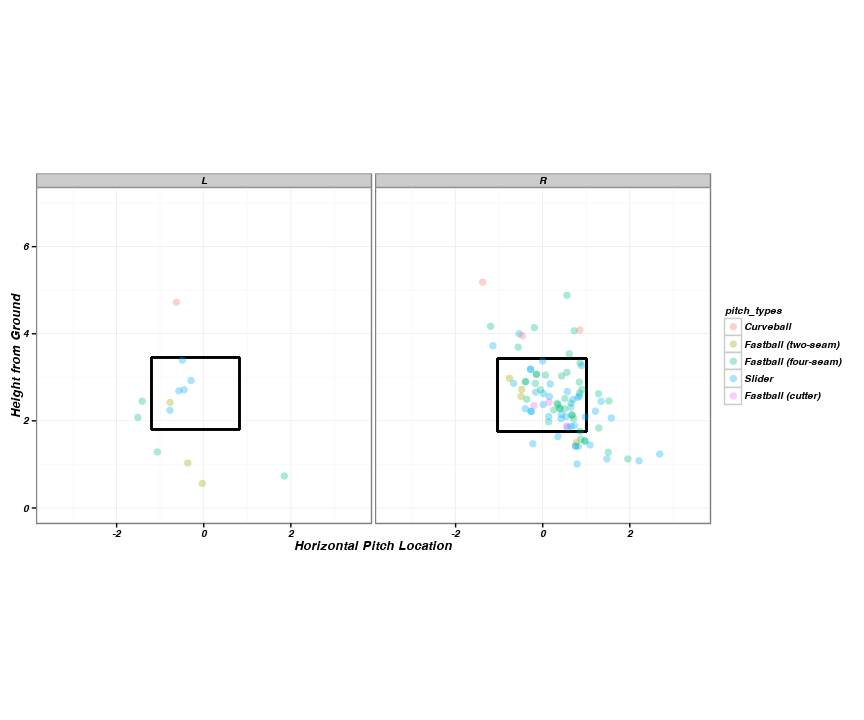 L
R
6
4
2
0
Height from Ground
-2
0
2
-2
0
2
Horizontal Pitch Location
pitch_types
Curveball
Fastball (two-seam)
Fastball (four-seam)
Slider
Fastball (cutter)